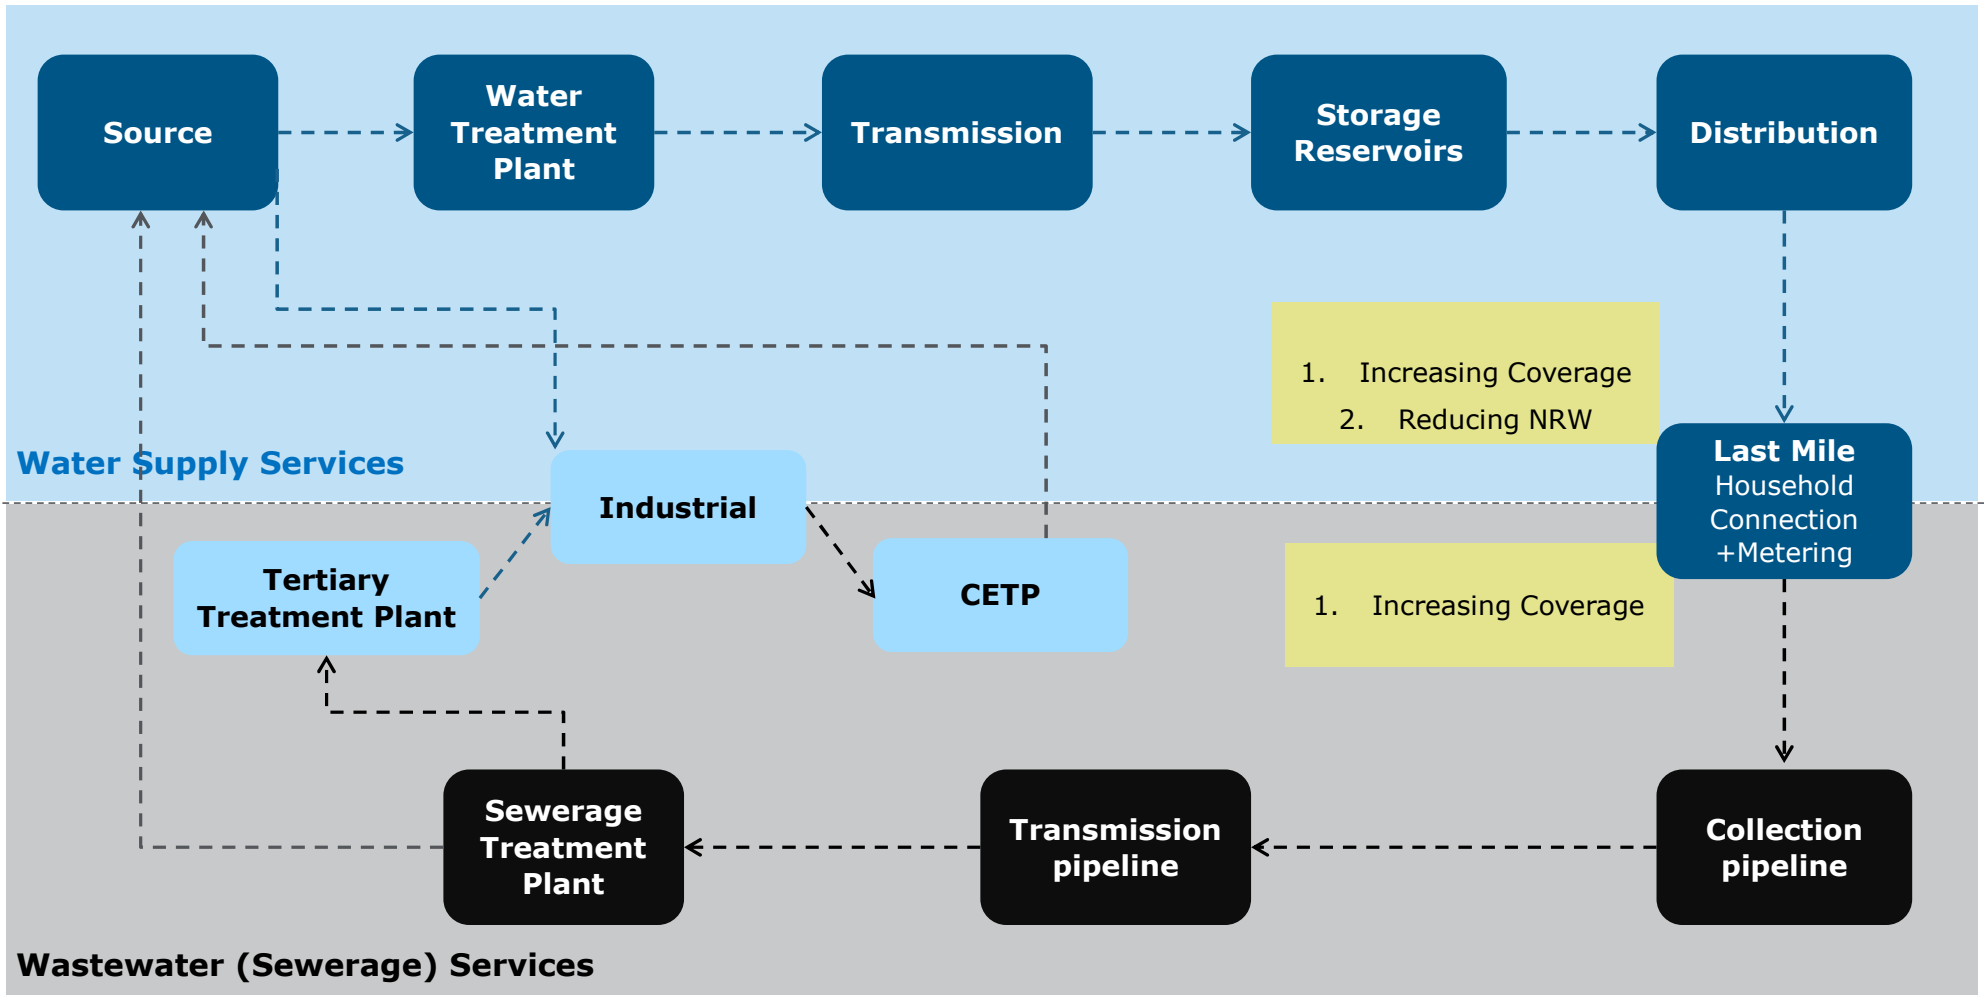 Source
Water
Treatment
Plant
Transmission
Storage
Reservoirs
Distribution
1. Increasing Coverage
2. Reducing NRW
Water Supply Services
Last Mile
Household
Connection
+Metering
Industrial
Tertiary
Treatment Plant
CETP
1. Increasing Coverage
Sewerage
Treatment
Plant
Transmission
pipeline
Collection
pipeline
Wastewater (Sewerage) Services